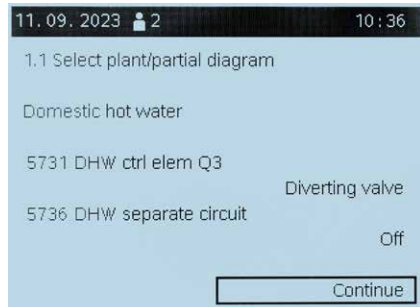 11.09.2023 2 10:36
1.1 Select plant/partial diagram
Domestic hot water
5731 DHW ctrl elem Q3
Diverting valve
5736 DHW separate circuit
Off
Continue